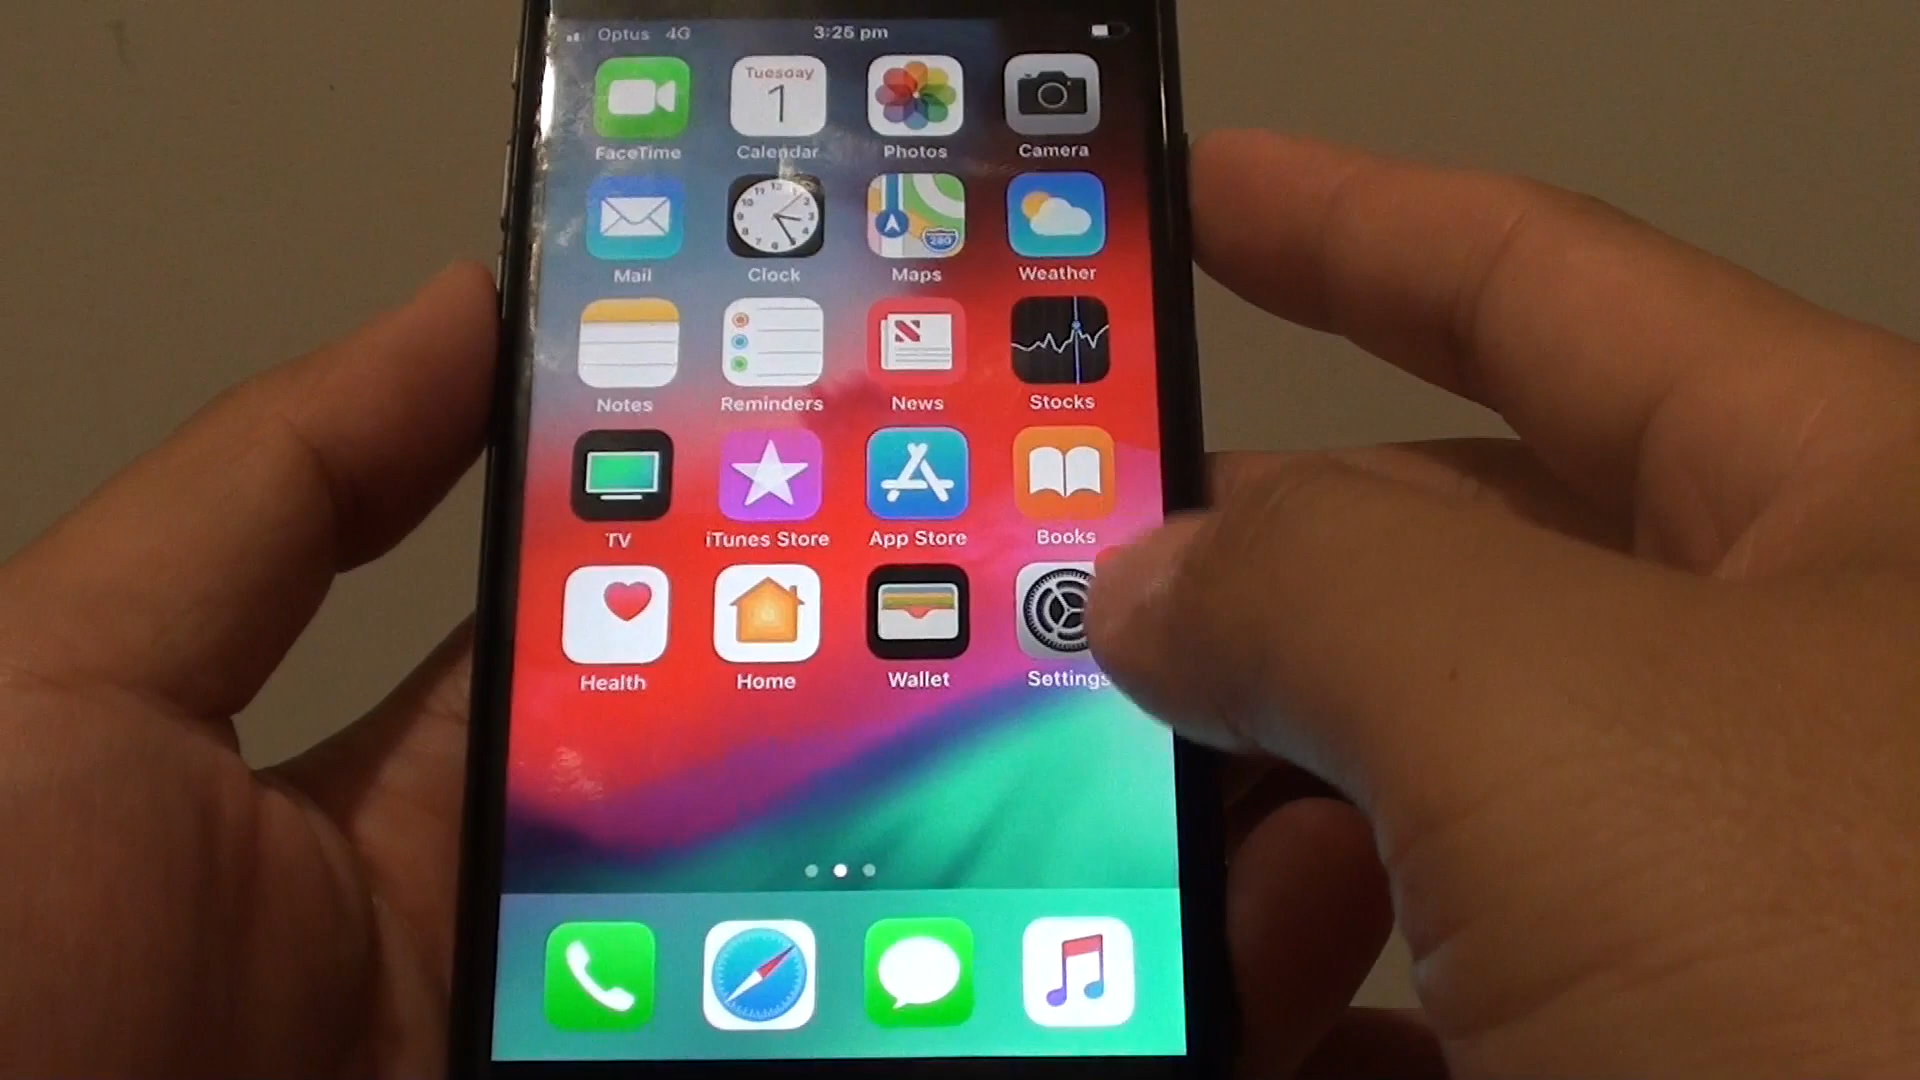 Optus 4G 3:25 pm
Tuesday
1
FaceTime Calendar Photos Camera
280
Mail Clock Maps Weather
Notes Reminders News Stocks
TV iTunes Store App Store Books
Health Home Wallet Settings